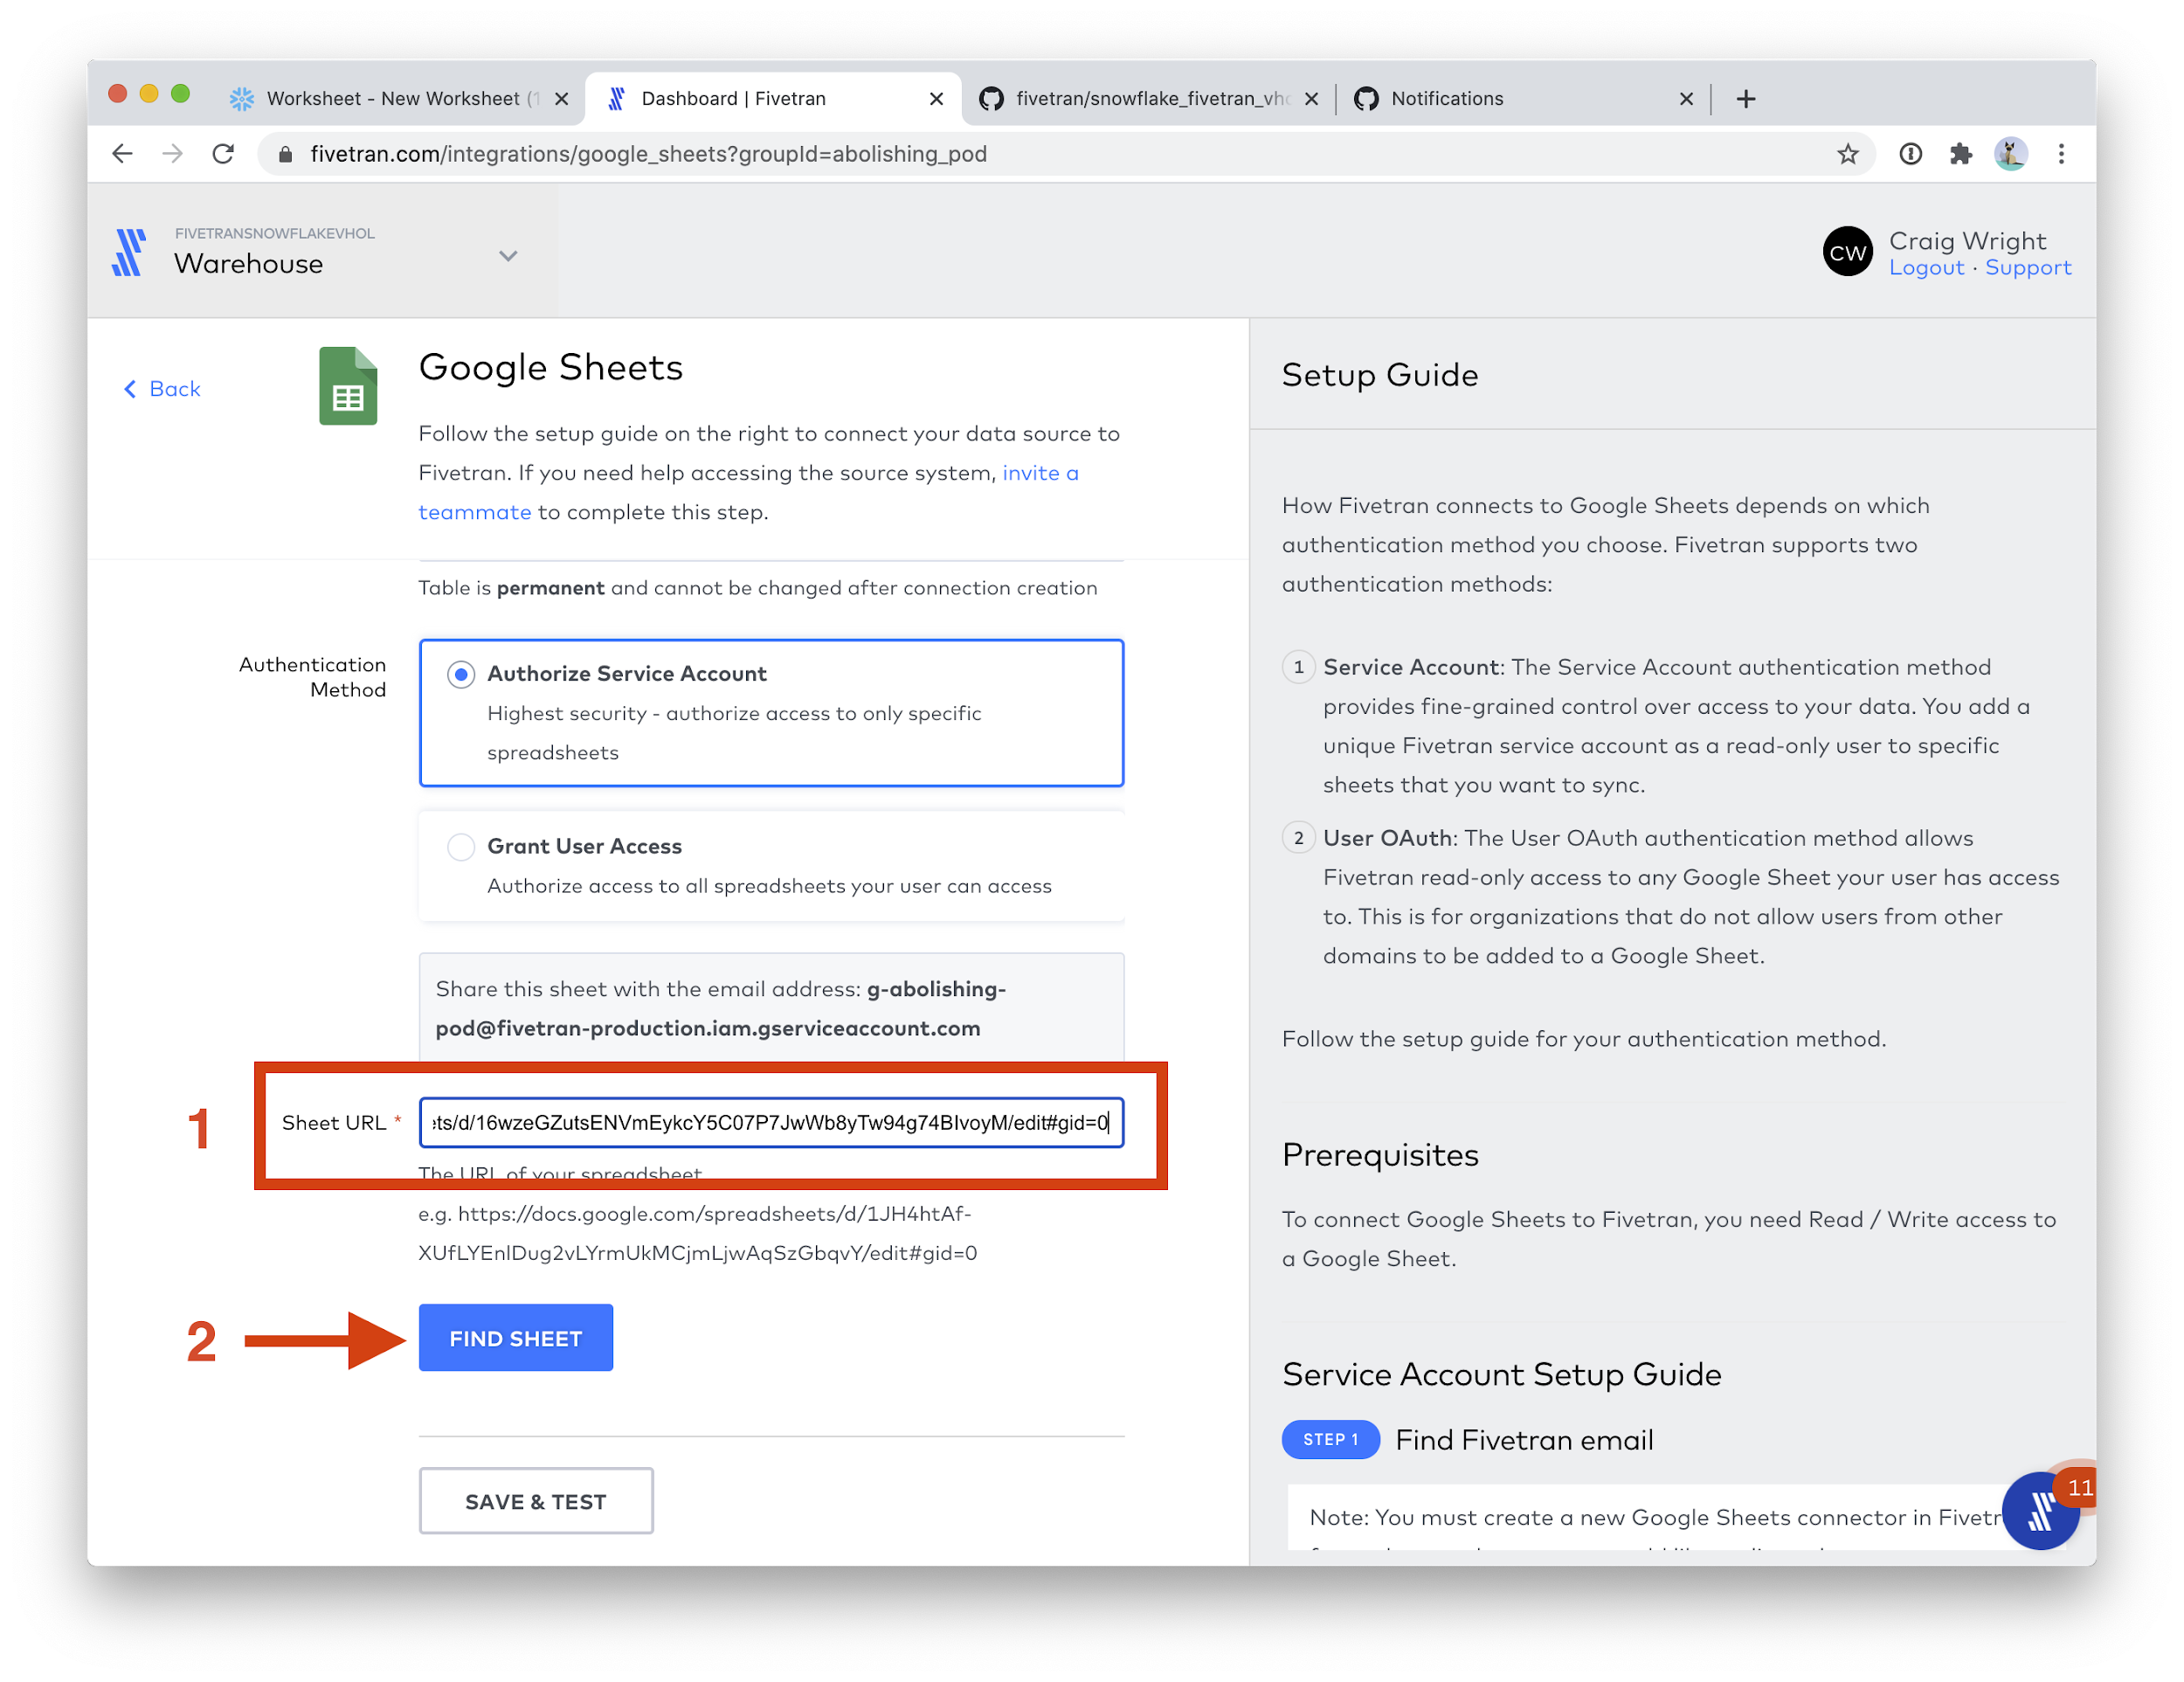 Worksheet - New Worksheet (1
Dashboard | Fivetran
fivetran/snowflake_fivetran_vho
Notifications
fivetran.com/integrations/google_sheets?groupId=abolishing_pod
FIVETRANSNOWFLAKEVHOL
Warehouse
CW
Craig Wright
Logout · Support
Back
Google Sheets
Follow the setup guide on the right to connect your data source to
Fivetran. If you need help accessing the source system, invite a
teammate to complete this step.
Table is permanent and cannot be changed after connection creation
Authentication
Method
Authorize Service Account
Highest security - authorize access to only specific
spreadsheets
Grant User Access
Authorize access to all spreadsheets your user can access
Share this sheet with the email address: g-abolishing-
pod@fivetran-production.iam.gserviceaccount.com
1
Sheet URL *
ets/d/16wzeGZutsENVmEykcY5C07P7JwWb8yTw94g74BIvoyM/edit#gid=0
The URL of your spreadsheet
e.g. https://docs.google.com/spreadsheets/d/1JH4htAf-
XUfLYEnlDug2vLYrmUkMCjmLjwAqSzGbqvY/edit#gid=0
2
FIND SHEET
SAVE & TEST
Setup Guide
How Fivetran connects to Google Sheets depends on which
authentication method you choose. Fivetran supports two
authentication methods:
1 Service Account: The Service Account authentication method
provides fine-grained control over access to your data. You add a
unique Fivetran service account as a read-only user to specific
sheets that you want to sync.
2 User OAuth: The User OAuth authentication method allows
Fivetran read-only access to any Google Sheet your user has access
to. This is for organizations that do not allow users from other
domains to be added to a Google Sheet.
Follow the setup guide for your authentication method.
Prerequisites
To connect Google Sheets to Fivetran, you need Read / Write access to
a Google Sheet.
Service Account Setup Guide
STEP 1 Find Fivetran email
Note: You must create a new Google Sheets connector in Fivetr
11